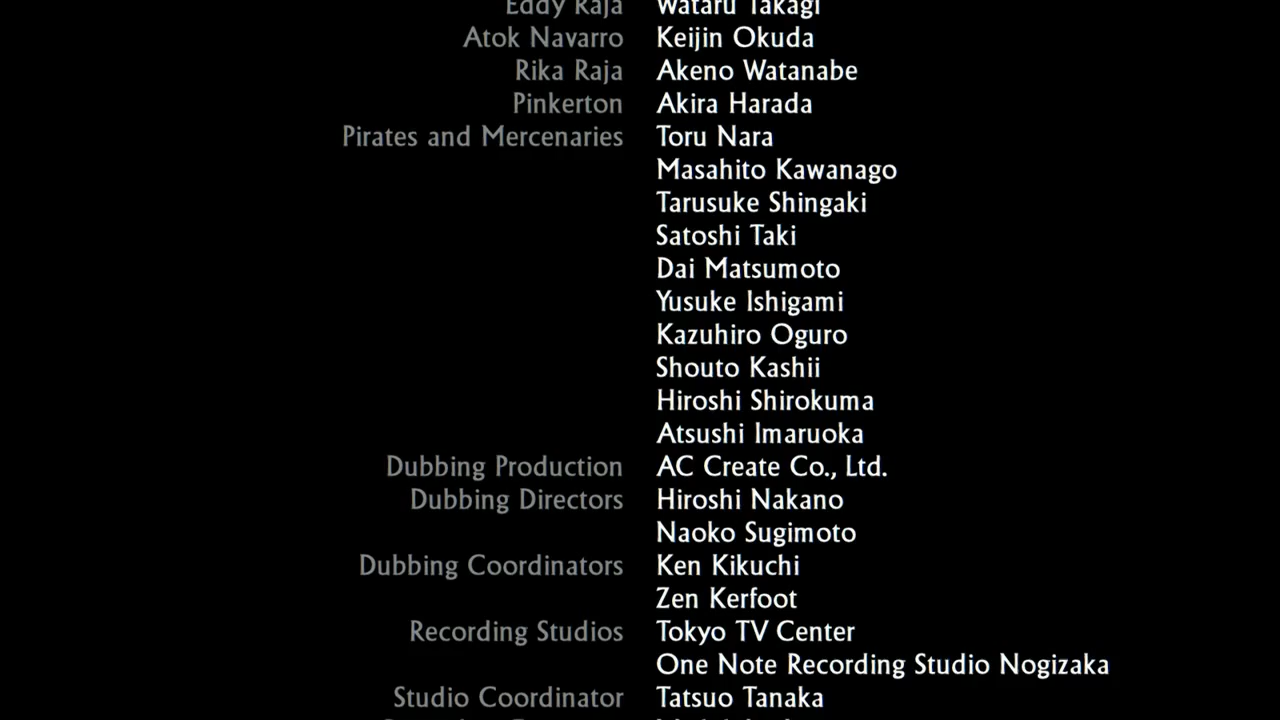 Eddy Raja Wataru Takagi
Atok Navarro Keijin Okuda
Rika Raja Akeno Watanabe
Pinkerton Akira Harada
Pirates and Mercenaries Toru Nara
Masahito Kawanago
Tarusuke Shingaki
Satoshi Taki
Dai Matsumoto
Yusuke Ishigami
Kazuhiro Oguro
Shouto Kashii
Hiroshi Shirokuma
Atsushi Imaruoka
Dubbing Production AC Create Co., Ltd.
Dubbing Directors Hiroshi Nakano
Naoko Sugimoto
Dubbing Coordinators Ken Kikuchi
Zen Kerfoot
Recording Studios Tokyo TV Center
One Note Recording Studio Nogizaka
Studio Coordinator Tatsuo Tanaka